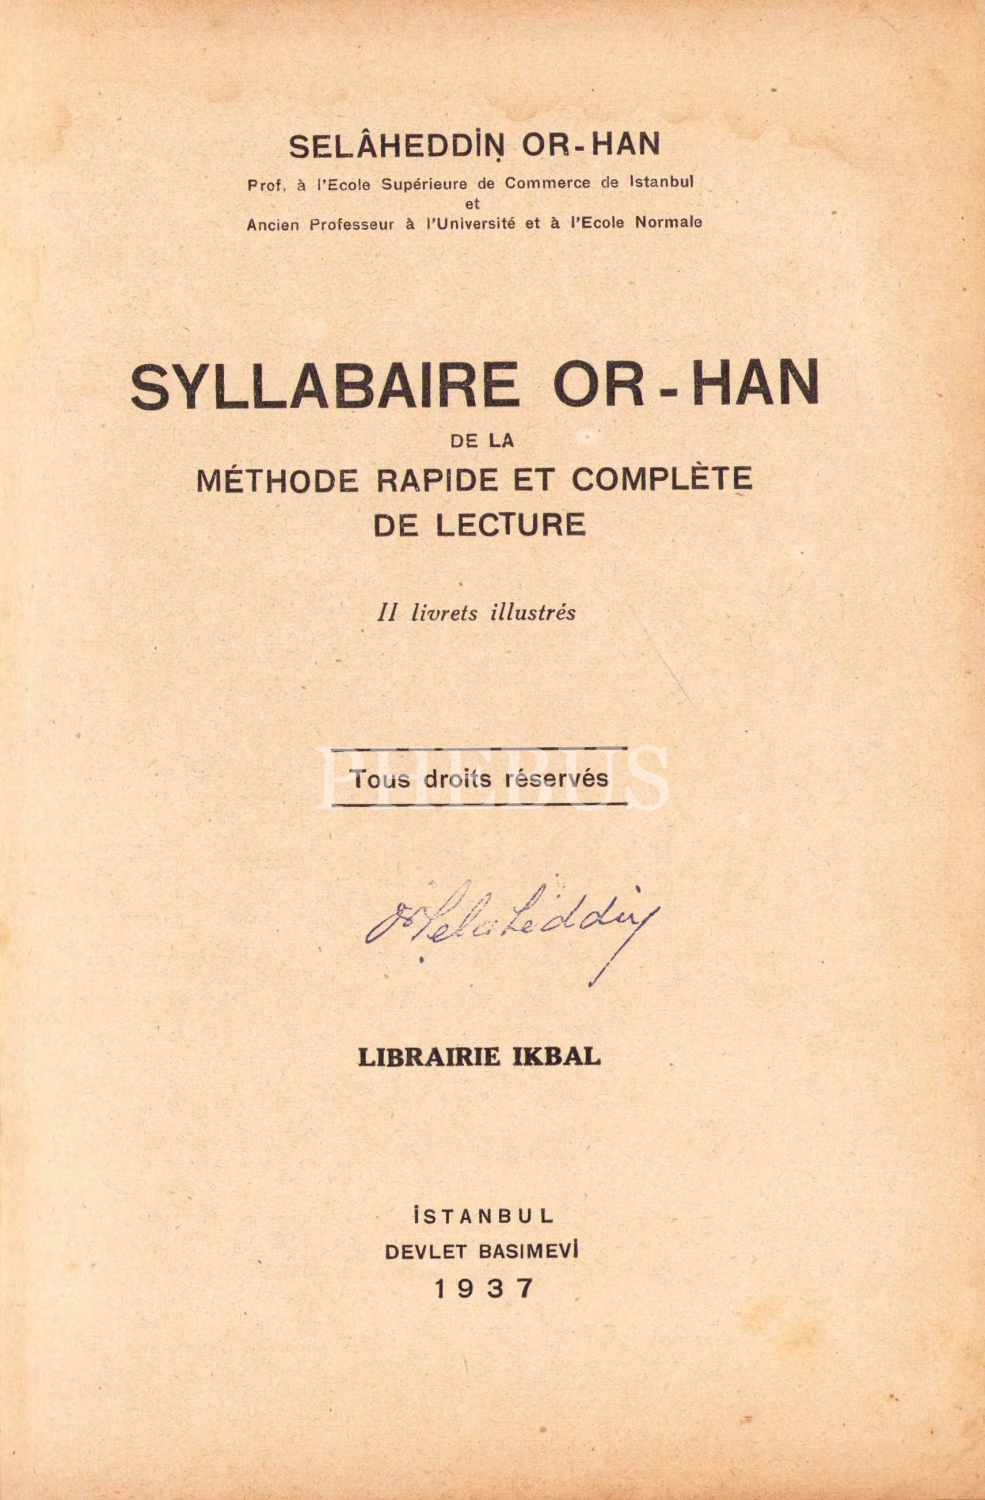 SELÂHEDDİN OR-HAN
Prof. à l'Ecole Supérieure de Commerce de Istanbul
et
Ancien Professeur à l'Université et à l'Ecole Normale
SYLLABAIRE OR-HAN
DE LA
MÉTHODE RAPIDE ET COMPLÈTE
DE LECTURE
II livrets illustrés
PHEBUS
Tous droits réservés
Selaheddin
LIBRAIRIE IKBAL
İSTANBUL
DEVLET BASIMEVİ
1937